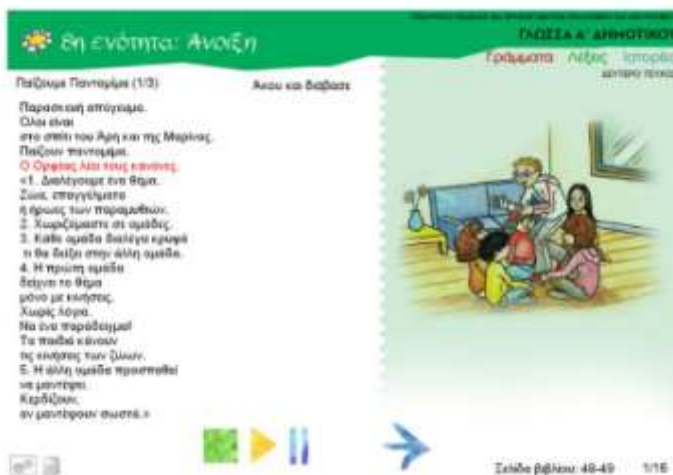 8η ενότητα: Άνοιξη
ΓΛΩΣΣΑ Α' ΔΗΜΟΤΙΚΟΥ
Γράμματα Λέξεις Ιστορίες
ΔΕΥΤΕΡΟ ΤΕΥΧΟΣ
Παίζουμε Παντομίμα (1/3)
Άκου και διάβασε
Παρασκευή απόγευμα.
Όλοι είναι
στο σπίτι του Άρη και της Μαρίνας.
Παίζουν παντομίμα.
Ο Ορφέας λέει τους κανόνες.
«1. Διαλέγουμε ένα θέμα.
Ζώα, επαγγέλματα
ή ήρωες των παραμυθιών.
2. Χωριζόμαστε σε ομάδες.
3. Κάθε ομάδα διαλέγει κρυφά
τι θα δείξει στην άλλη ομάδα.
4. Η πρώτη ομάδα
δείχνει το θέμα
μόνο με κινήσεις.
Χωρίς λόγια.
Να ένα παράδειγμα!
Τα παιδιά κάνουν
τις κινήσεις των ζώων.
5. Η άλλη ομάδα προσπαθεί
να μαντέψει.
Κερδίζουν,
αν μαντέψουν σωστά.»
Σελίδα βιβλίου: 48-49
1/16